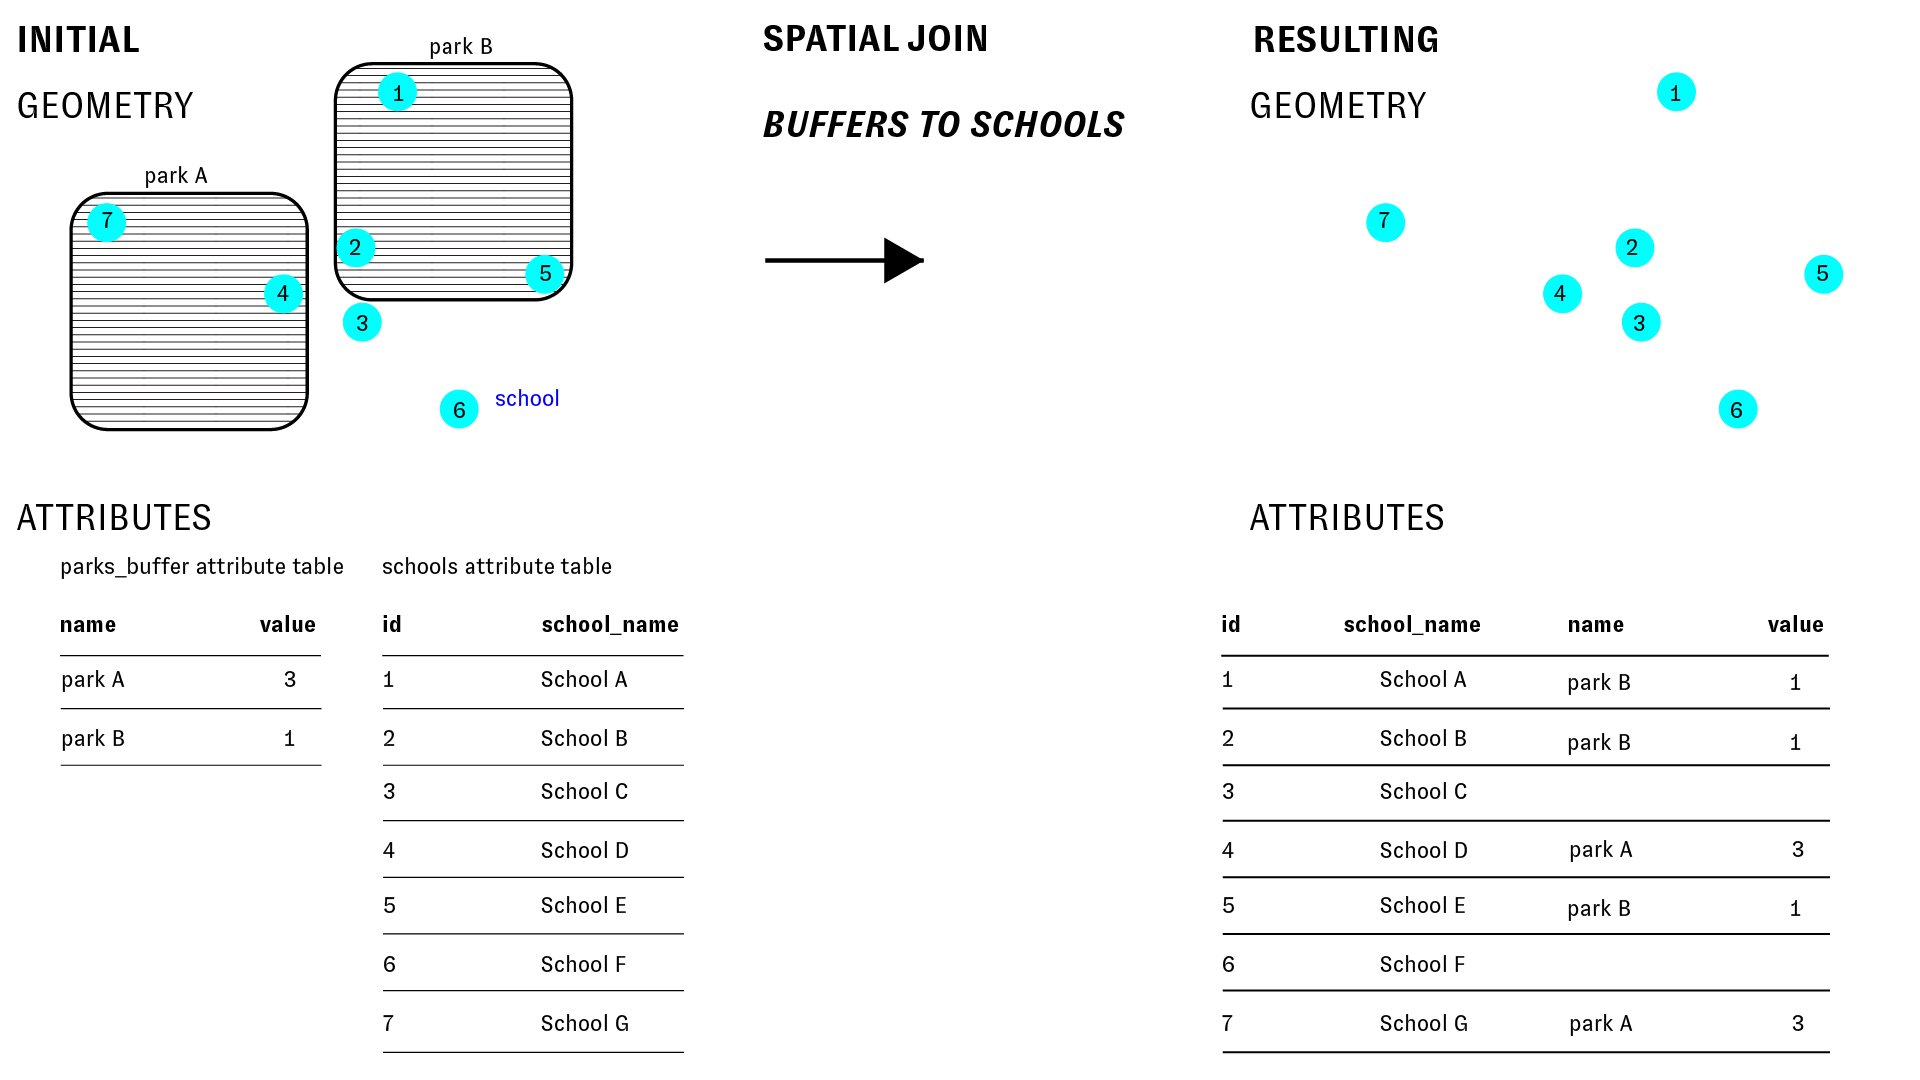 INITIAL
GEOMETRY
park B
1
park A
7
2
5
4
3
6
school
SPATIAL JOIN
BUFFERS TO SCHOOLS
RESULTING
GEOMETRY
1
7
2
5
4
3
6
ATTRIBUTES
parks_buffer attribute table
name value
park A 3
park B 1
schools attribute table
id school_name
1 School A
2 School B
3 School C
4 School D
5 School E
6 School F
7 School G
ATTRIBUTES
id school_name name value
1 School A park B 1
2 School B park B 1
3 School C
4 School D park A 3
5 School E park B 1
6 School F
7 School G park A 3